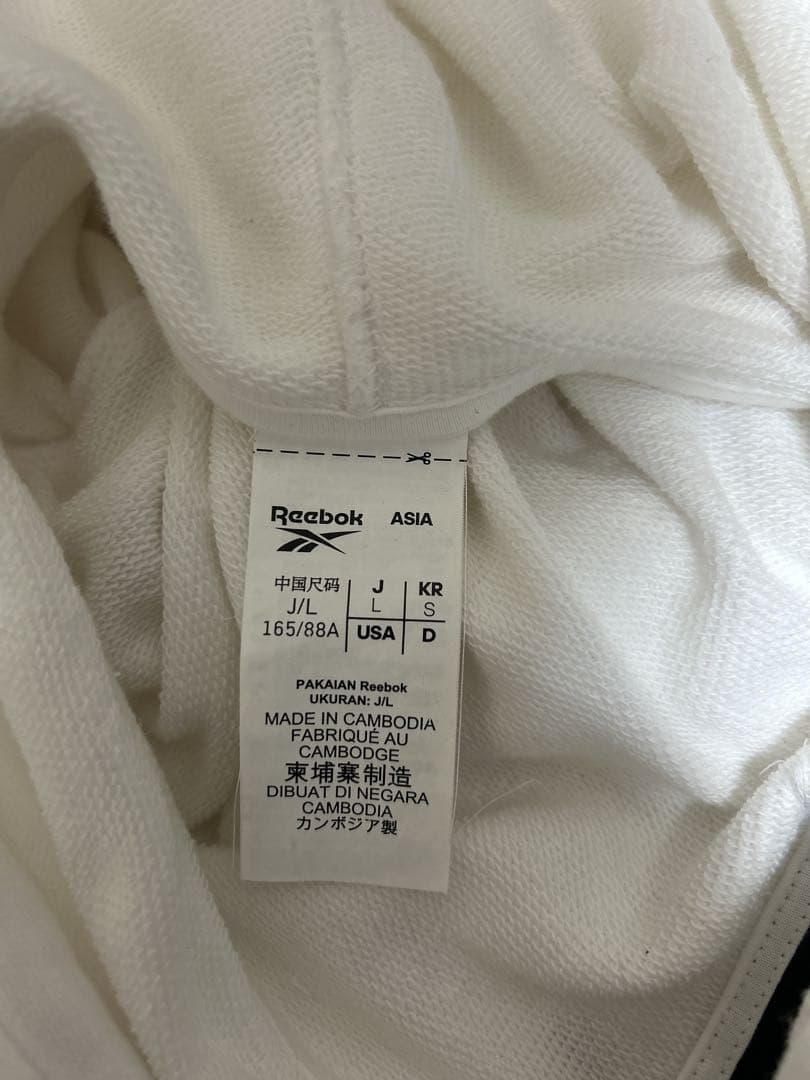 Reebok ASIA
中国尺码 J KR
J/L L S
165/88A USA D
PAKAIAN Reebok
UKURAN: J/L
MADE IN CAMBODIA
FABRIQUÉ AU
CAMBODGE
柬埔寨制造
DIBUAT DI NEGARA
CAMBODIA
カンボジア製